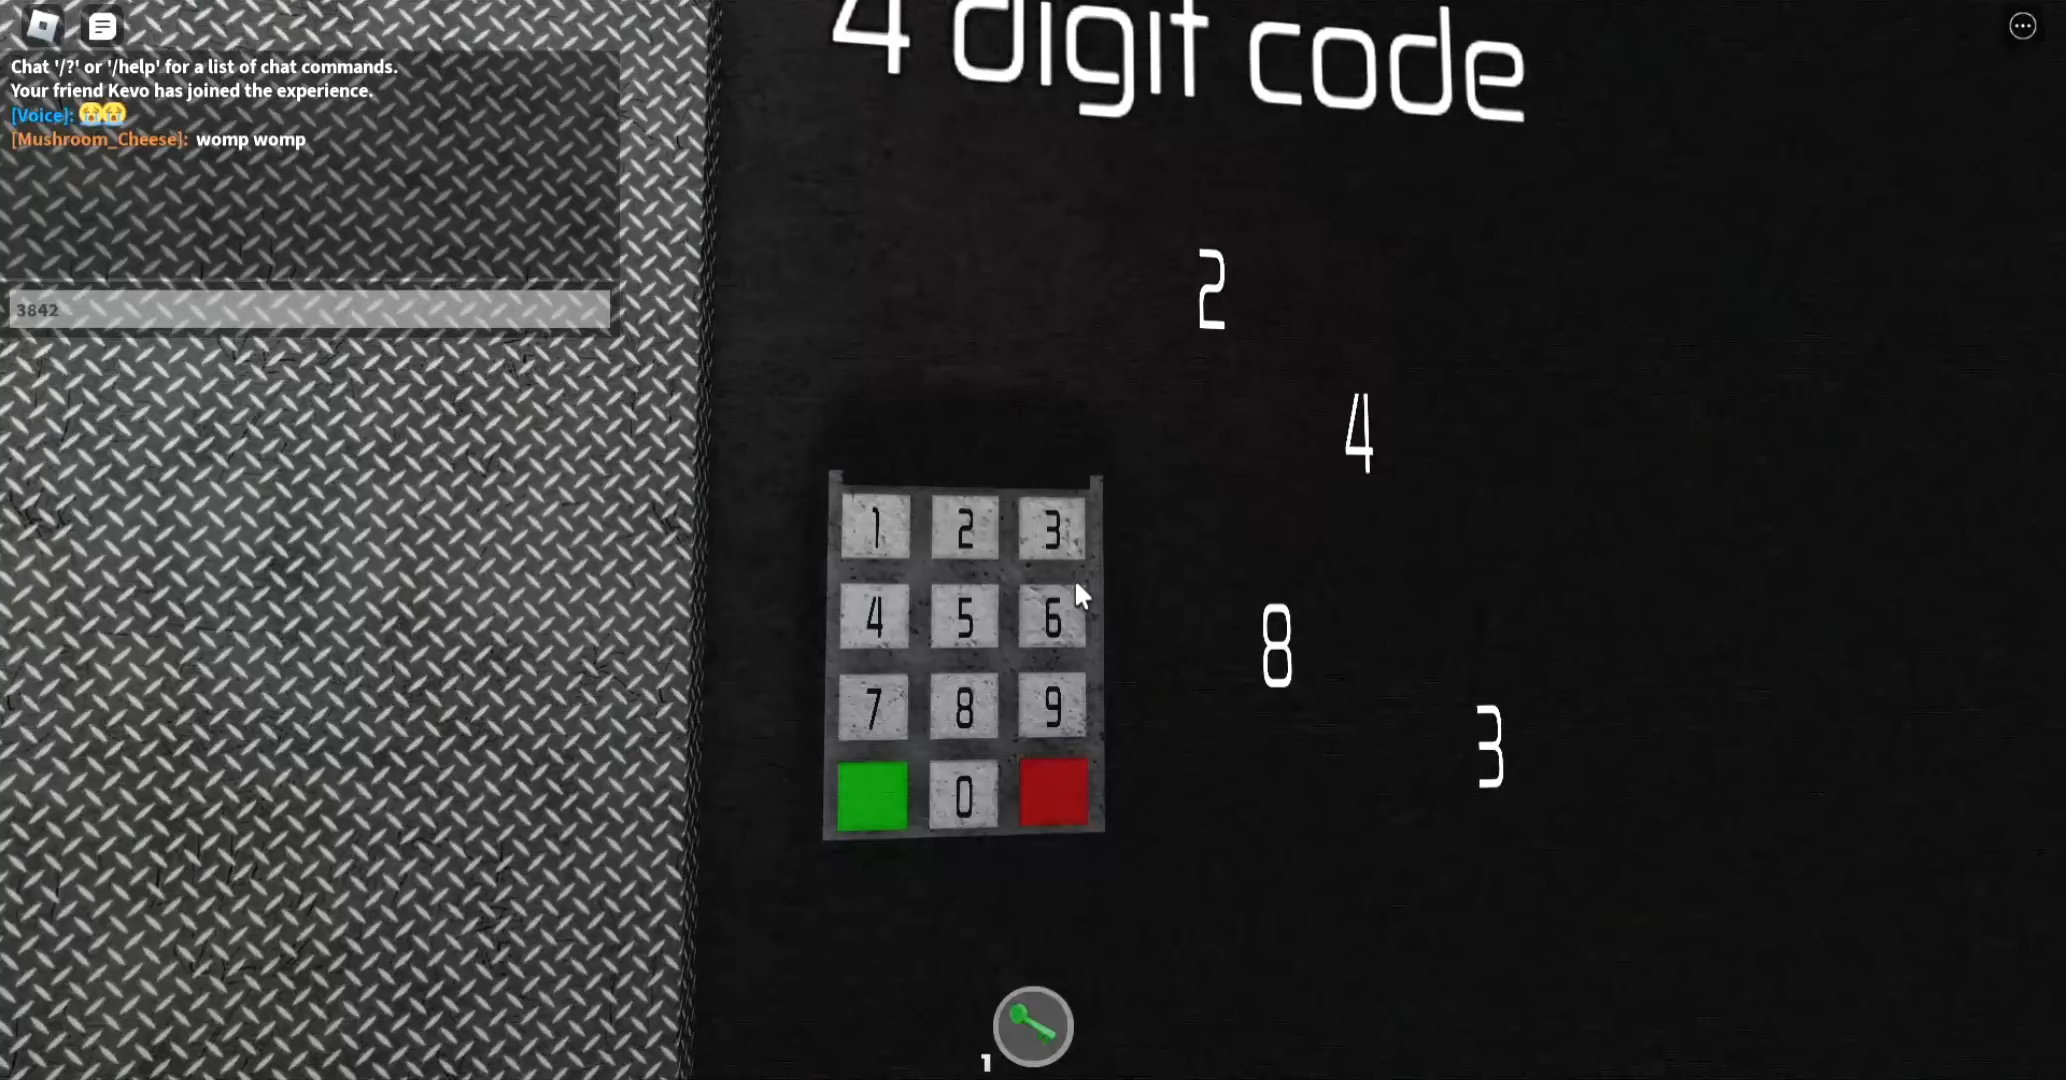 4 digit code
Chat '/?' or '/help' for a list of chat commands.
Your friend Kevo has joined the experience.
[Voice]: 😭😭
[Mushroom_Cheese]: womp womp
3842
2
4
8
3
1 2 3
4 5 6
7 8 9
0
1